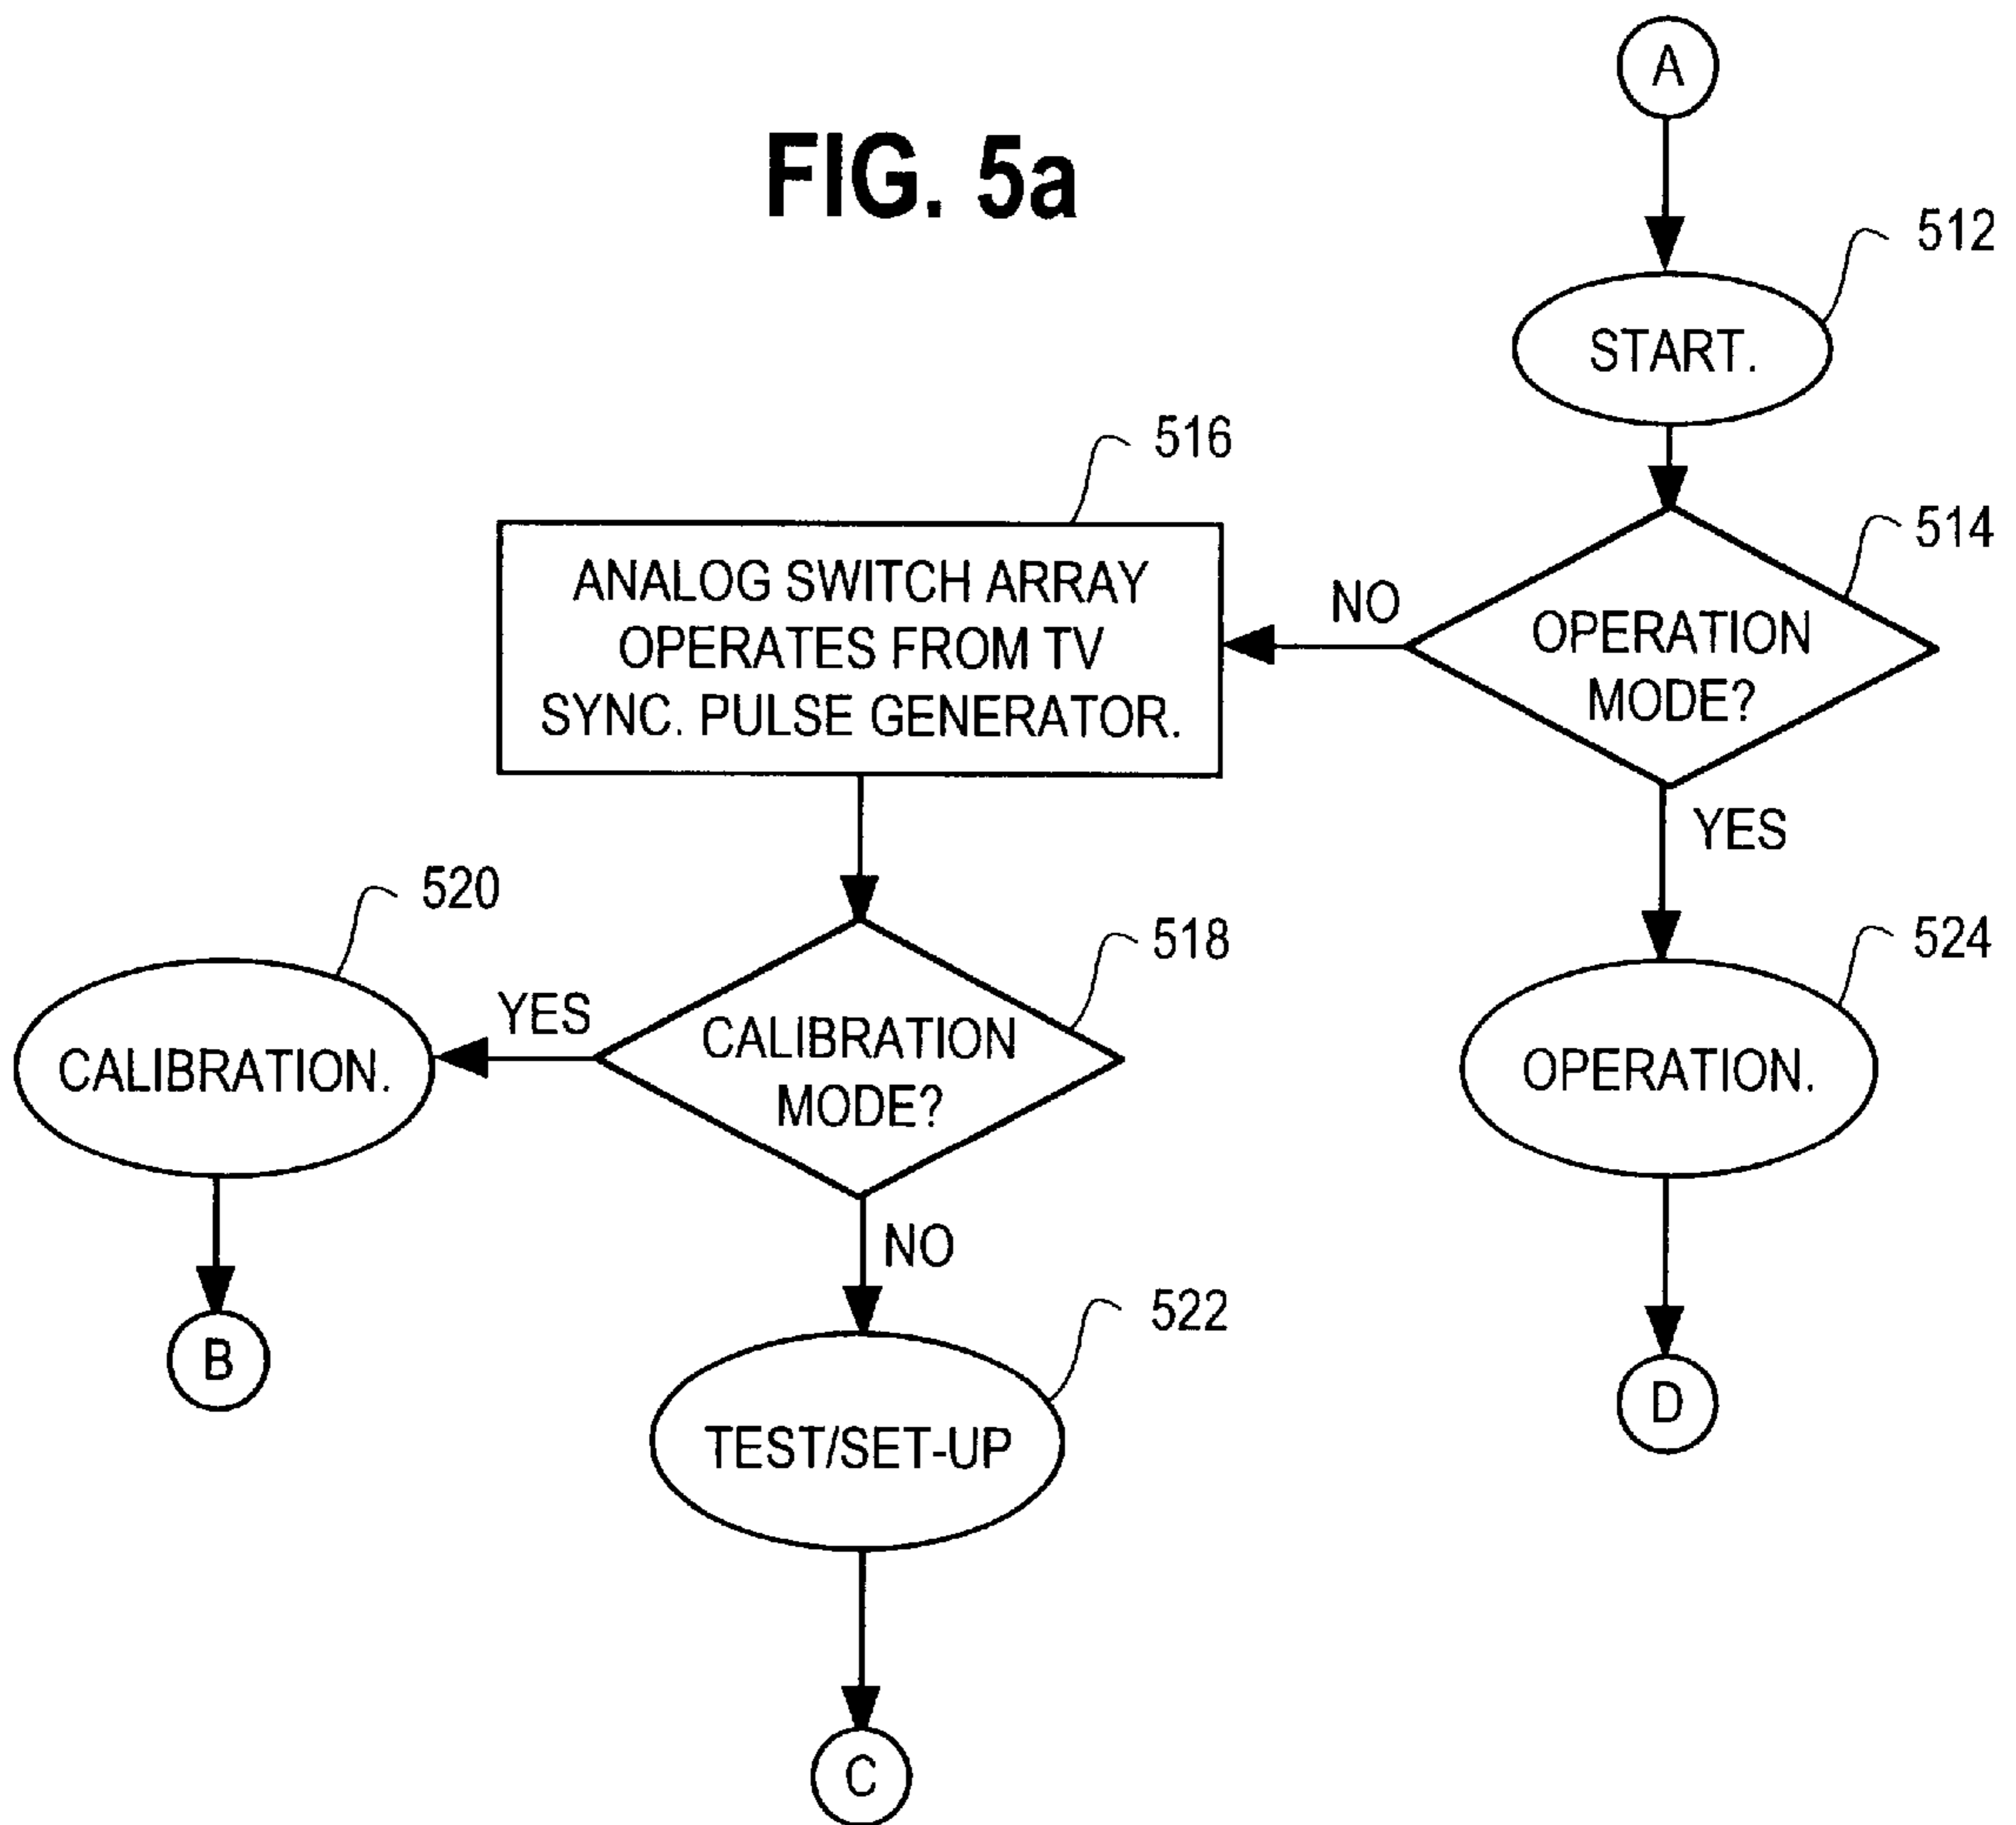 A
FIG. 5a
512
START.
516
514
ANALOG SWITCH ARRAY
OPERATES FROM TV
SYNC. PULSE GENERATOR.
NO
OPERATION
MODE?
YES
520
518
524
YES
CALIBRATION
MODE?
CALIBRATION.
OPERATION.
NO
522
B
TEST/SET-UP
D
C